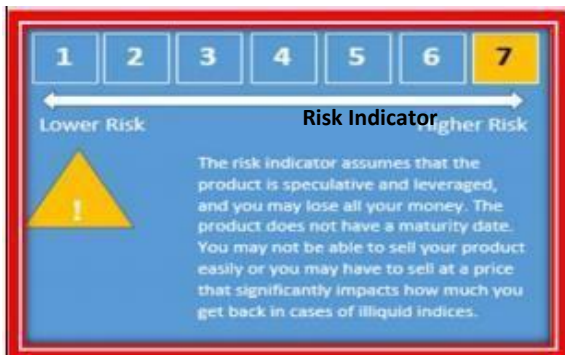 1 2 3 4 5 6 7
Risk Indicator
Lower Risk Higher Risk
!
The risk indicator assumes that the
product is speculative and leveraged,
and you may lose all your money. The
product does not have a maturity date.
You may not be able to sell your product
easily or you may have to sell at a price
that significantly impacts how much you
get back in cases of illiquid indices.